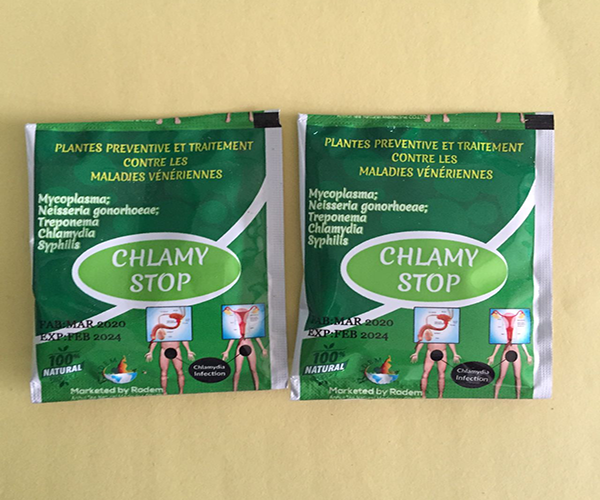 PLANTES PREVENTIVE ET TRAITEMENT
CONTRE LES
MALADIES VÉNÉRIENNES
Mycoplasma;
Neisseria gonorhoeae;
Treponema
Chlamydia
Syphills
CHLAMY
STOP
FAB:MAR 2020
EXP:FEB 2024
100%
NATURAL
Chlamydia
Infection
Marketed by Radem
PLANTES PREVENTIVE ET TRAITEMENT
CONTRE LES
MALADIES VÉNÉRIENNES
Mycoplasma;
Neisseria gonorhoeae;
Treponema
Chlamydia
Syphills
CHLAMY
STOP
FAB:MAR 2020
EXP:FEB 2024
100%
NATURAL
Chlamydia
Infection
Marketed by Radem